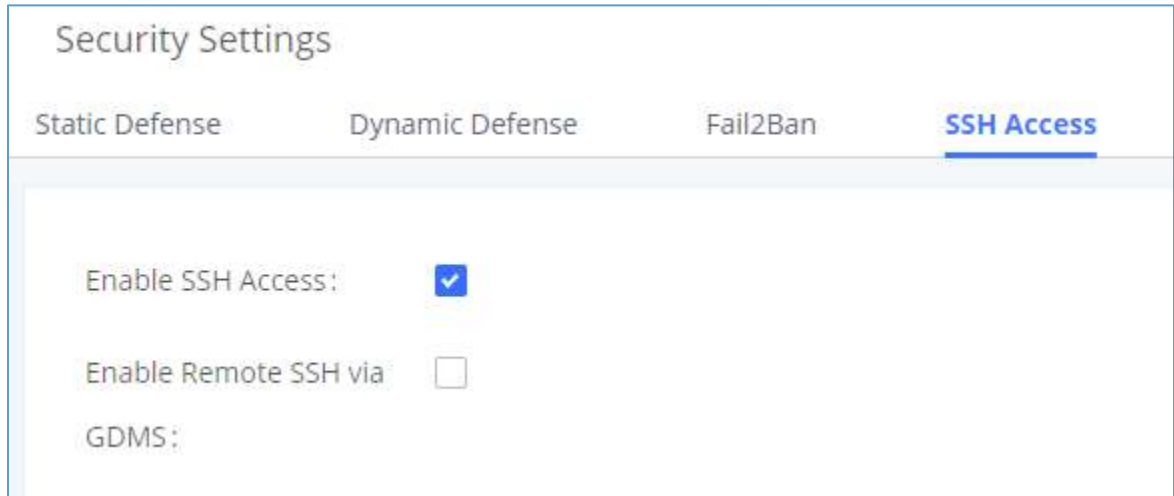 Security Settings
Static Defense Dynamic Defense Fail2Ban SSH Access
Enable SSH Access:
Enable Remote SSH via
GDMS: